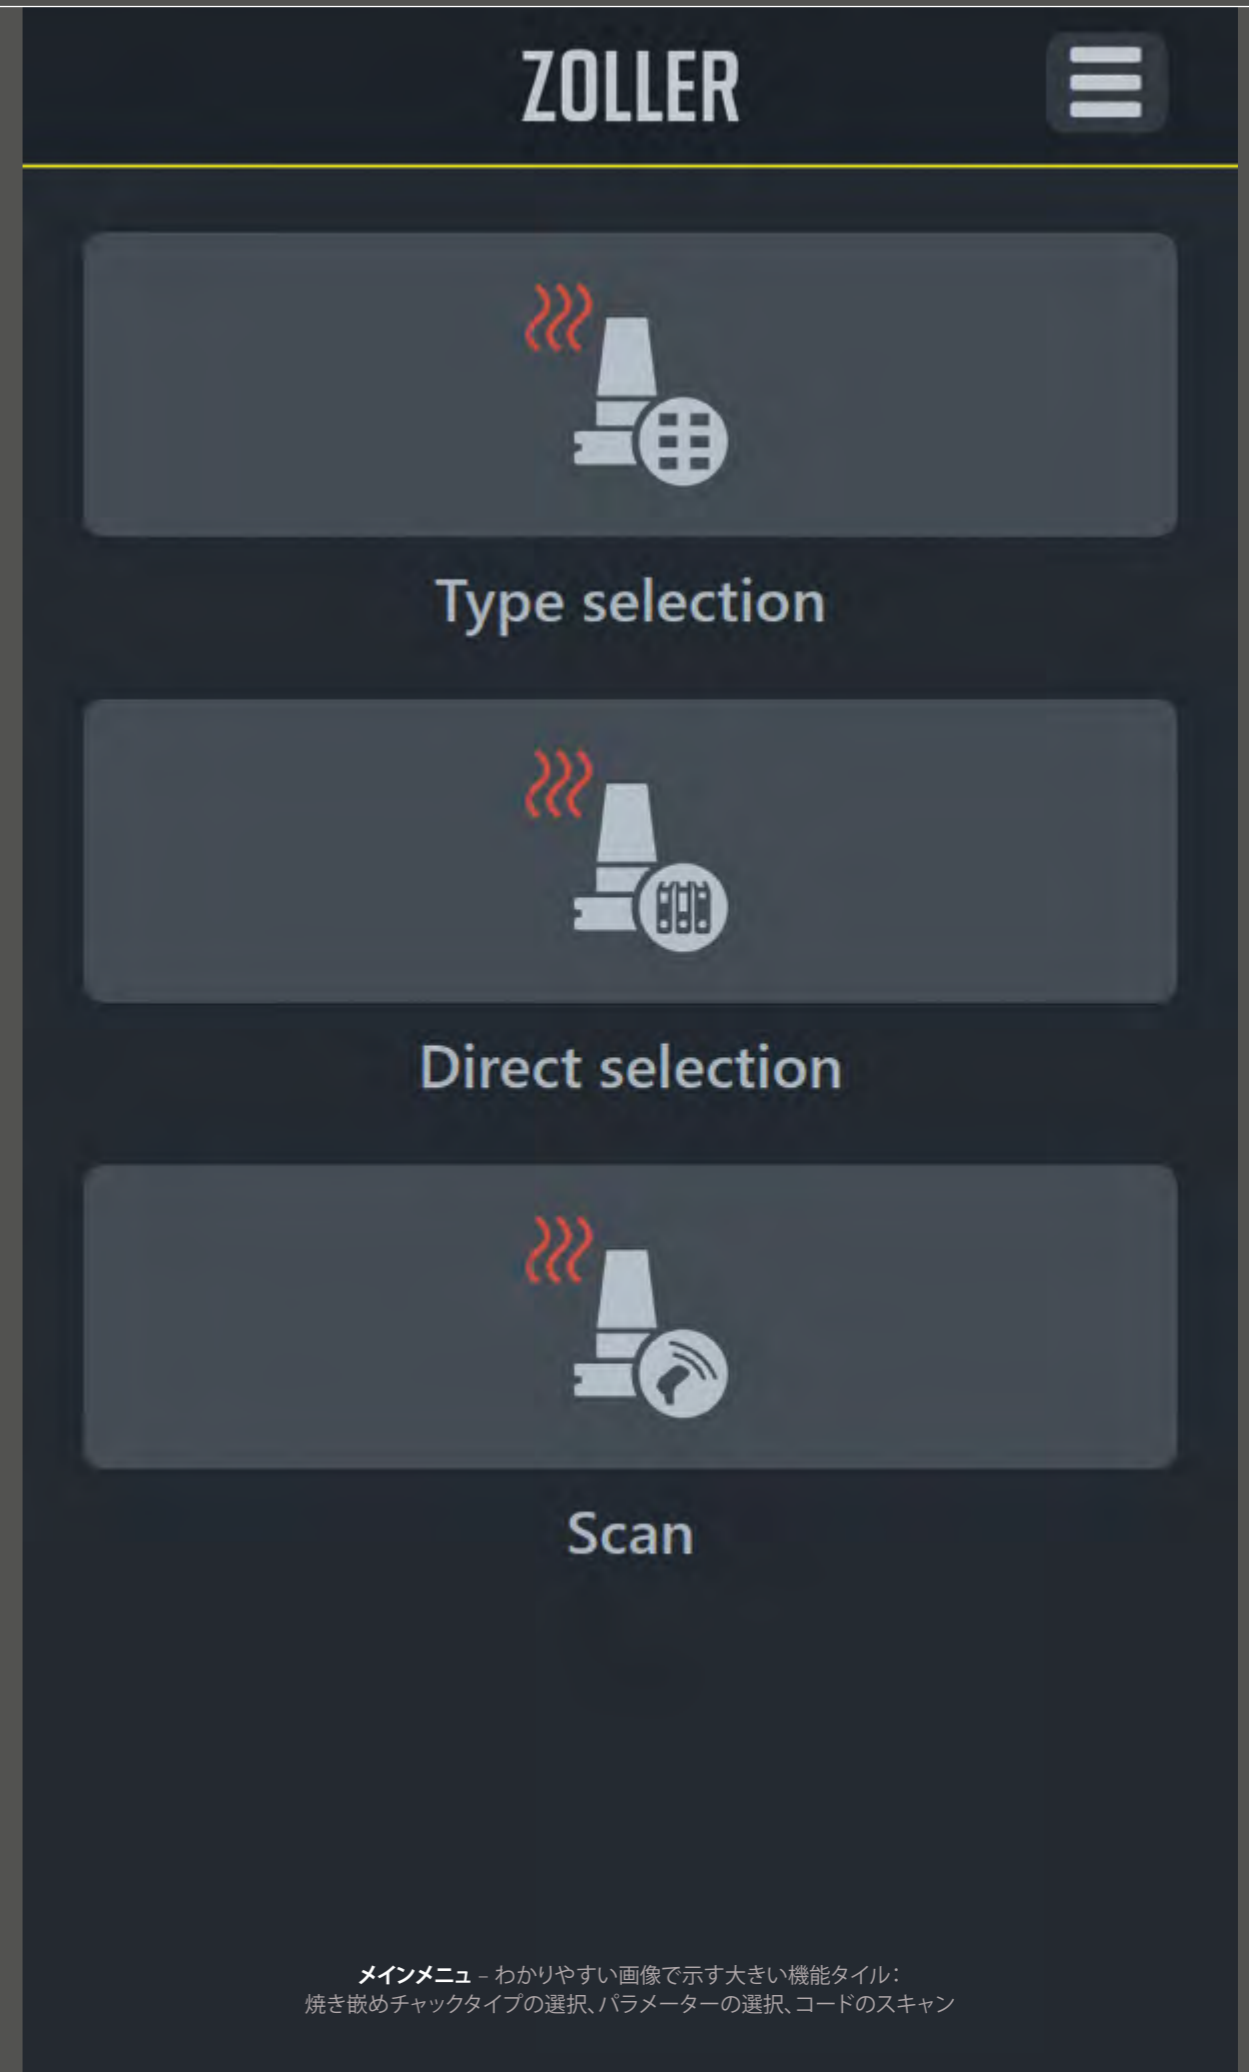 ZOLLER
Type selection
Direct selection
Scan
メインメニュ – わかりやすい画像で示す大きい機能タイル：
焼き嵌めチャックタイプの選択、パラメーターの選択、コードのスキャン